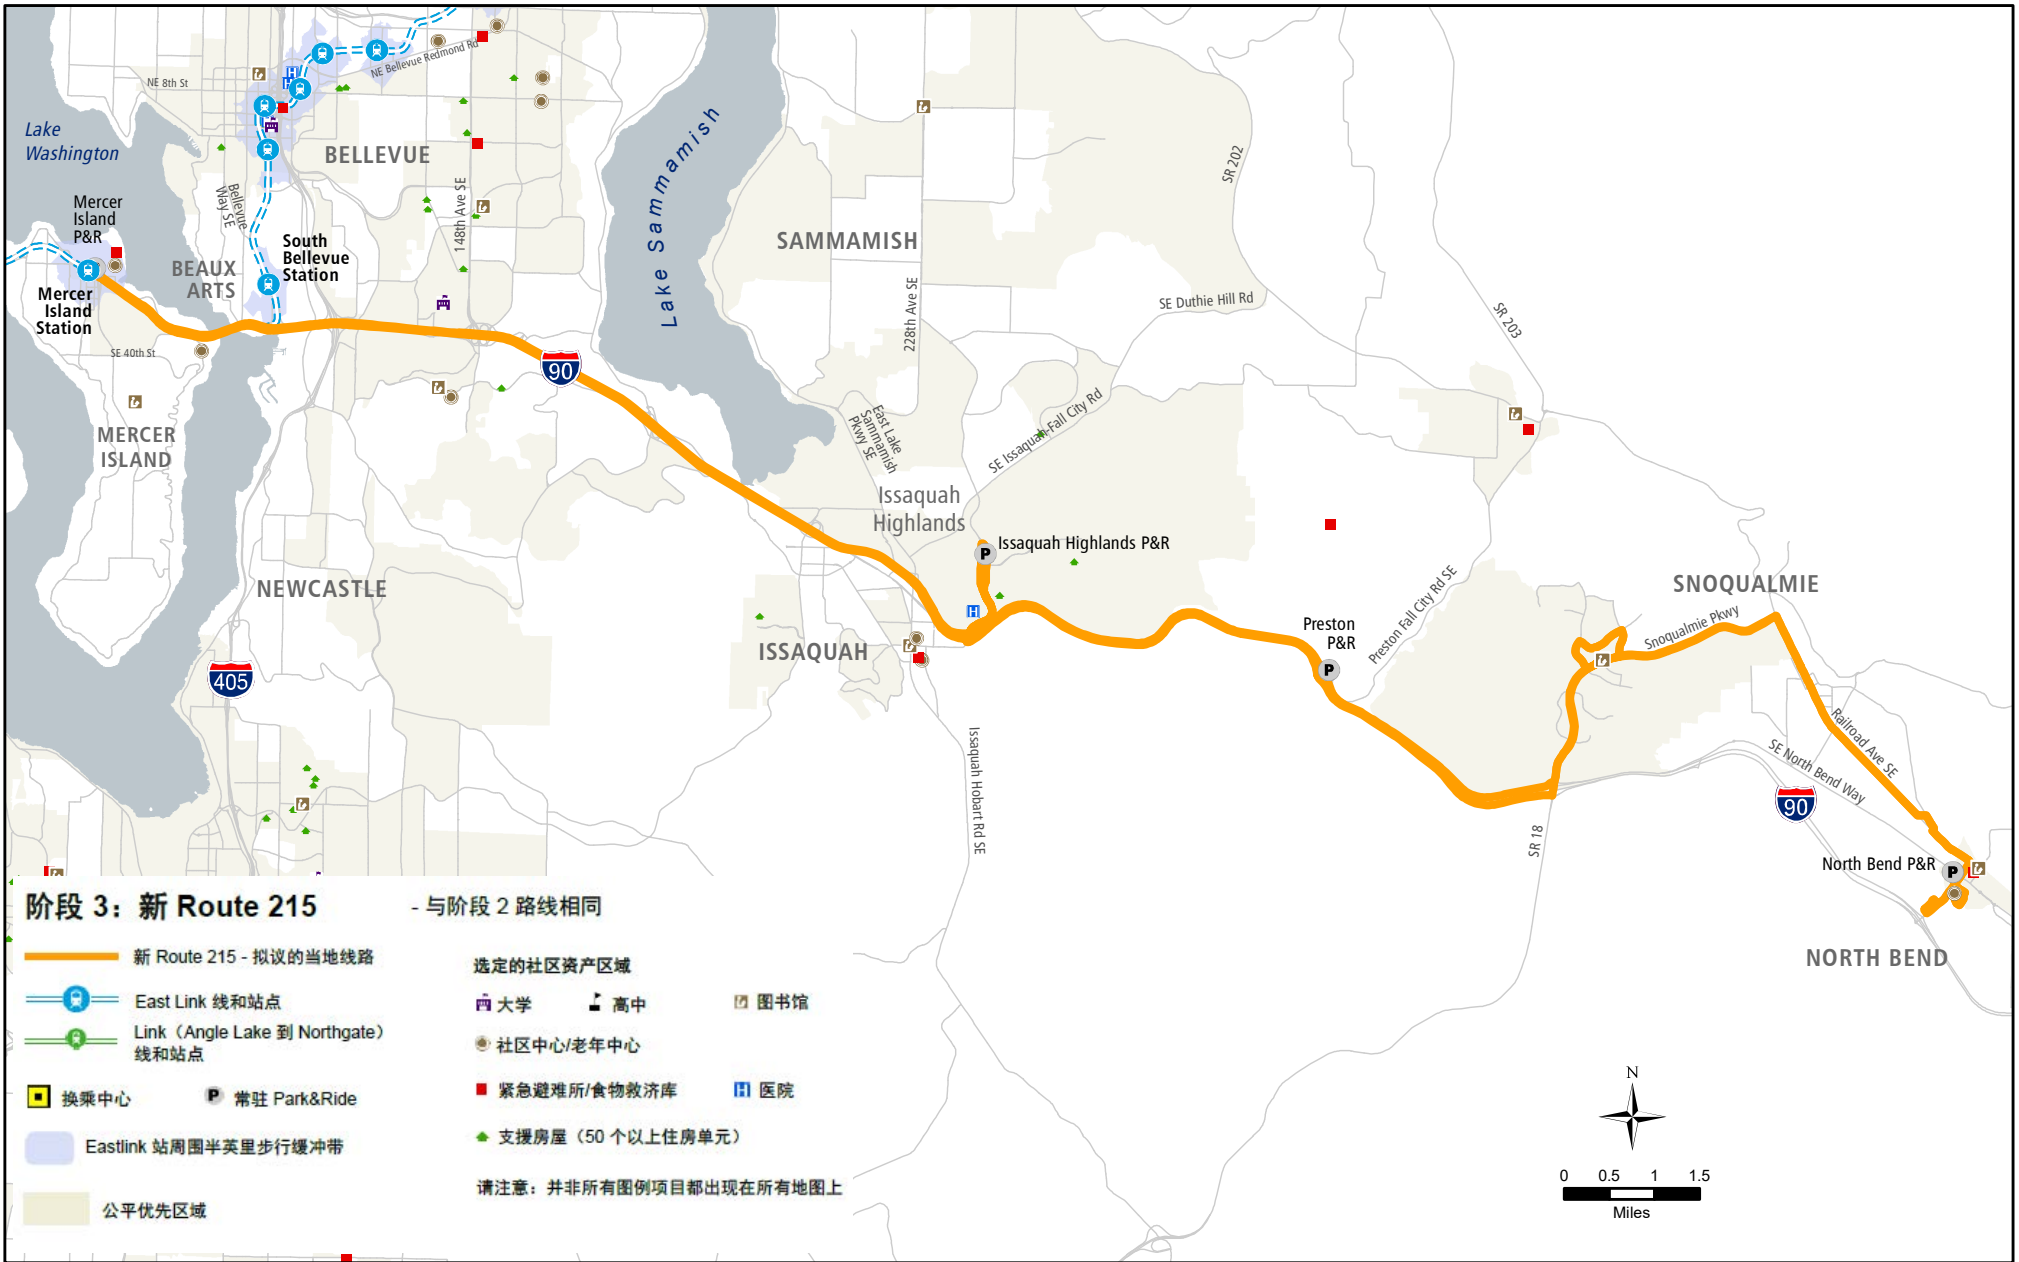 NE 8th St
NE Bellevue Redmond Rd
Lake
Washington
BELLEVUE
SR 202
Mercer
Island
P&R
Bellevue
Way SE
148th Ave SE
Lake Sammamish
SAMMAMISH
BEAUX
ARTS
South
Bellevue
Station
Mercer
Island
Station
SE 40th St
228th Ave SE
SE Duthie Hill Rd
SR 203
90
MERCER
ISLAND
East Lake
Sammamish
Pkwy SE
SE Issaquah-Fall City Rd
Issaquah
Highlands
P
Issaquah Highlands P&R
NEWCASTLE
SNOQUALMIE
Preston
P&R
P
Preston Fall City Rd SE
Snoqualmie Pkwy
ISSAQUAH
405
Issaquah Hobart Rd SE
Railroad Ave SE
SE North Bend Way
90
SR 18
North Bend P&R
P
NORTH BEND
阶段 3：新 Route 215
- 与阶段 2 路线相同
新 Route 215 - 拟议的当地线路
East Link 线和站点
Link（Angle Lake 到 Northgate）
线和站点
换乘中心
P
常驻 Park&Ride
Eastlink 站周围半英里步行缓冲带
公平优先区域
选定的社区资产区域
大学
高中
图书馆
社区中心/老年中心
紧急避难所/食物救济库
H
医院
支援房屋（50 个以上住房单元）
请注意：并非所有图例项目都出现在所有地图上
N
0 0.5 1 1.5
Miles